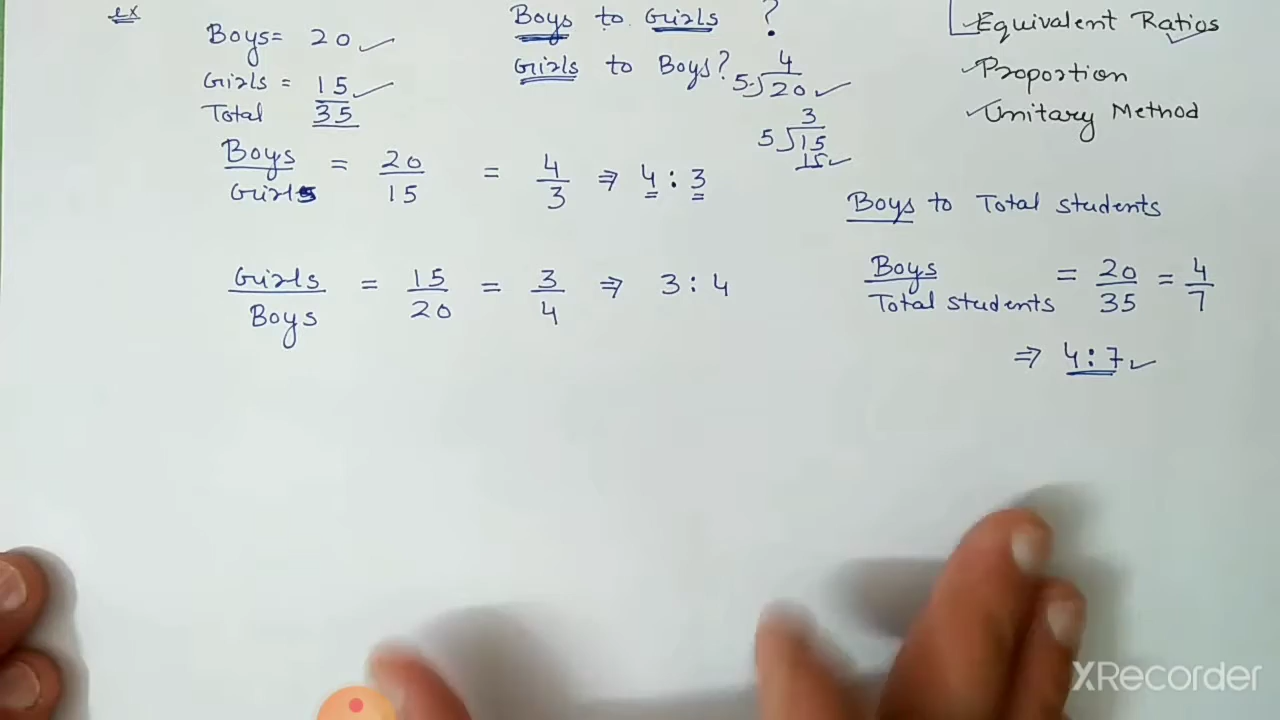 ex
Boys = 20
Girls = 15
Total 35
Boys to Girls ?
Girls to Boys?
4
5 20
3
5 15
15
Equivalent Ratios
Proportion
Unitary Method
Boys / Girls = 20 / 15 = 4 / 3 ⇒ 4 : 3
Girls / Boys = 15 / 20 = 3 / 4 ⇒ 3 : 4
Boys to Total students
Boys / Total students = 20 / 35 = 4 / 7
⇒ 4 : 7
XRecorder